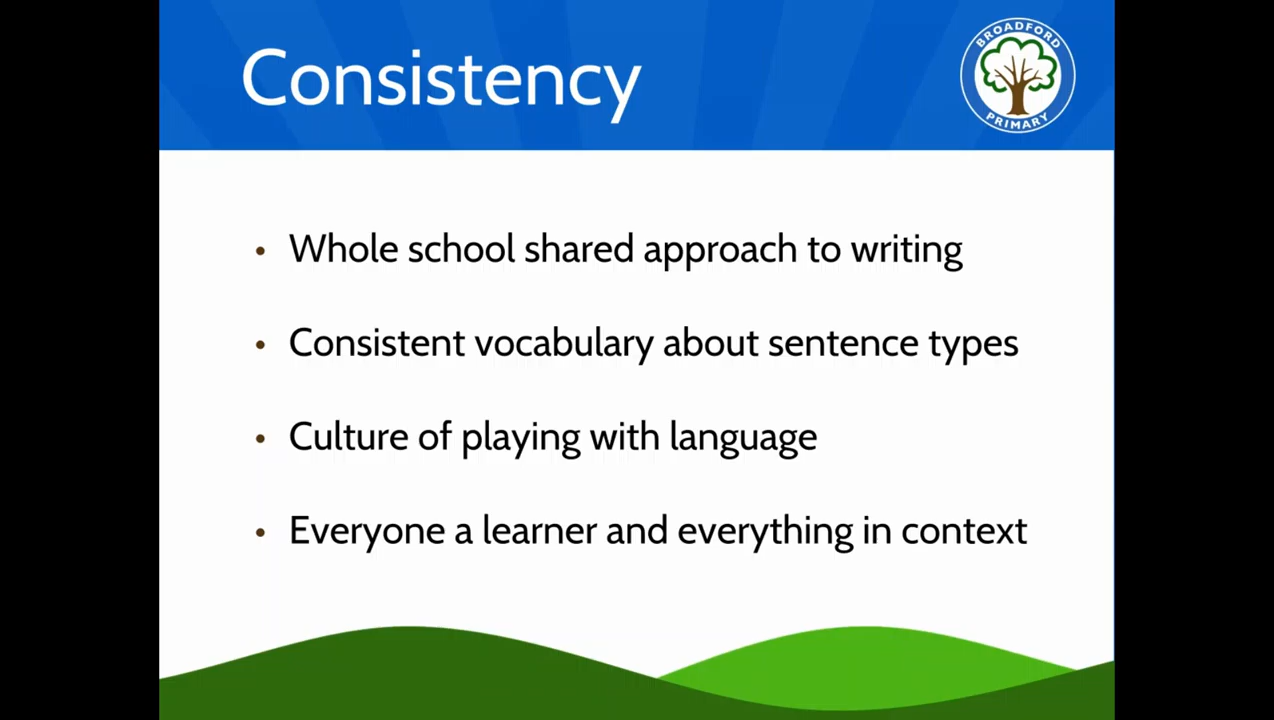 Consistency
BROADFORD
PRIMARY
• Whole school shared approach to writing
• Consistent vocabulary about sentence types
• Culture of playing with language
• Everyone a learner and everything in context